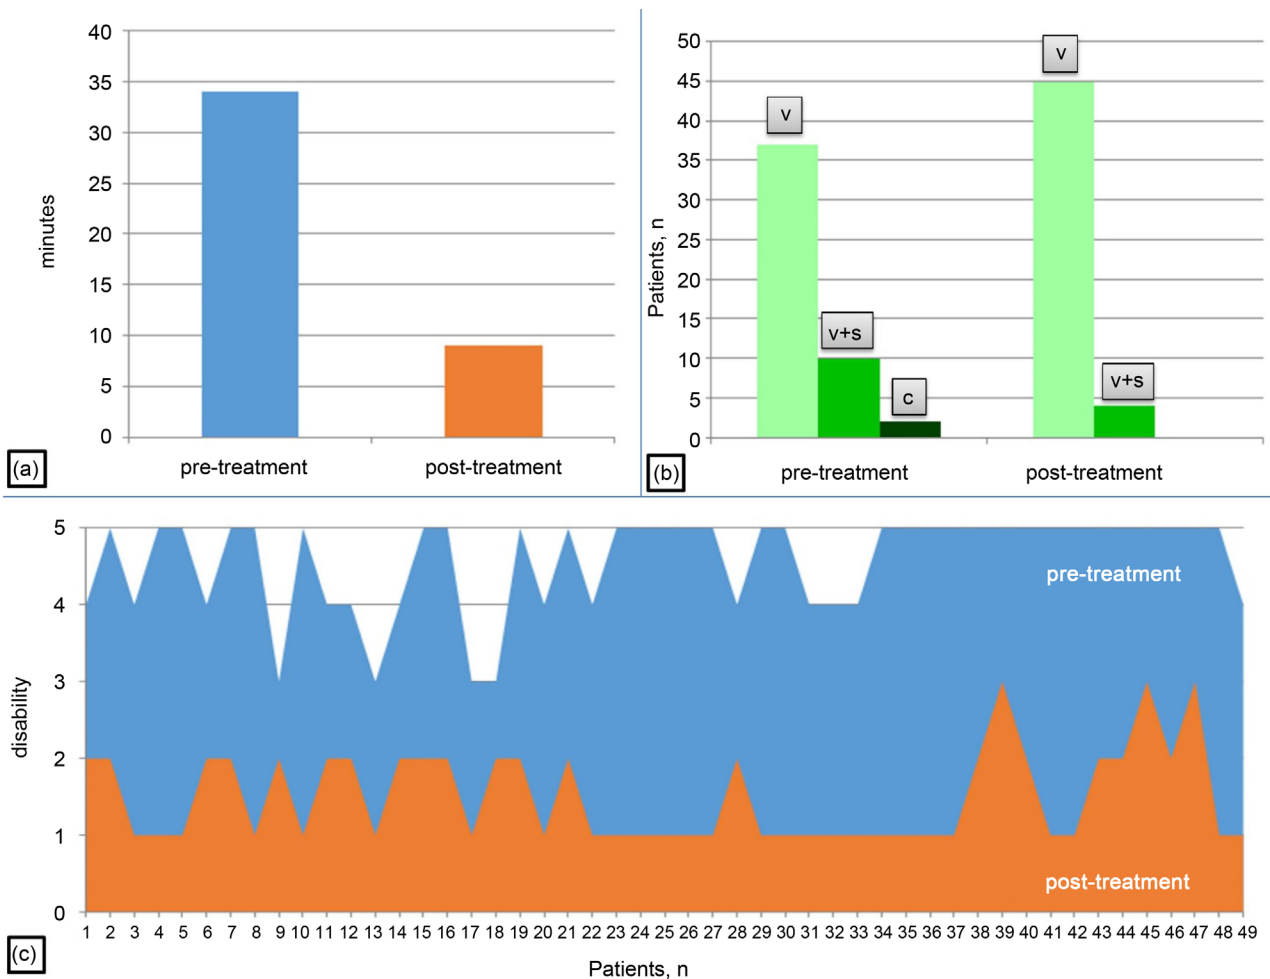 40
35
30
25
20
15
10
5
0
minutes
pre-treatment post-treatment
(a)
50
45
40
35
30
25
20
15
10
5
0
Patients, n
v
v+s
c
v
v+s
pre-treatment post-treatment
(b)
5
4
3
2
1
0
disability
pre-treatment
post-treatment
1 2 3 4 5 6 7 8 9 10 11 12 13 14 15 16 17 18 19 20 21 22 23 24 25 26 27 28 29 30 31 32 33 34 35 36 37 38 39 40 41 42 43 44 45 46 47 48 49
Patients, n
(c)